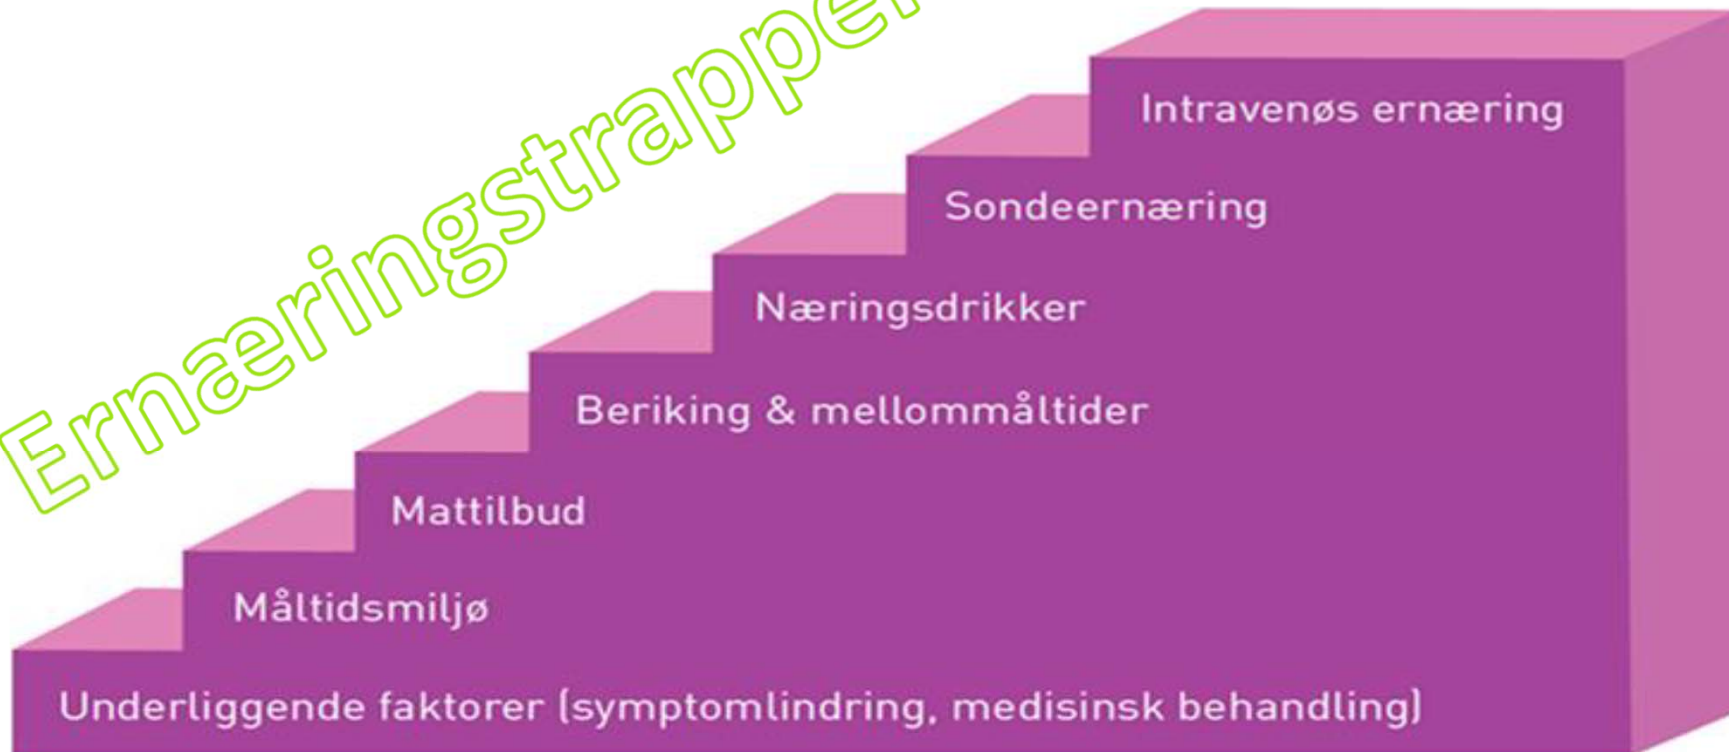 Ernæringstrappen
Intravenøs ernæring
Sondeernæring
Næringsdrikker
Beriking & mellommåltider
Mattilbud
Måltidsmiljø
Underliggende faktorer (symptomlindring, medisinsk behandling)